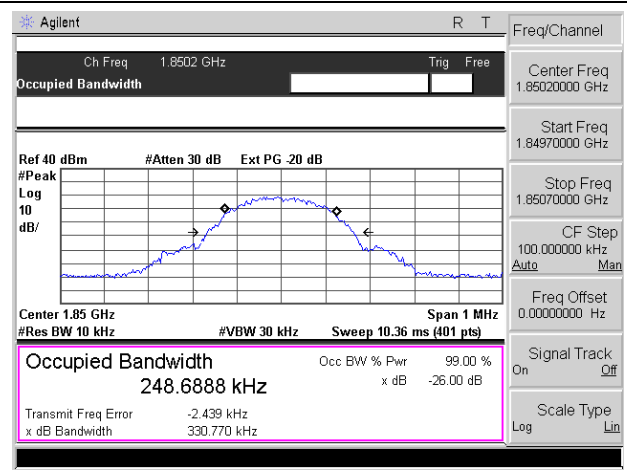 Agilent R T
Ch Freq 1.8502 GHz Trig Free
Occupied Bandwidth
Ref 40 dBm #Atten 30 dB Ext PG -20 dB
#Peak
Log
10
dB/
Center 1.85 GHz Span 1 MHz
#Res BW 10 kHz #VBW 30 kHz Sweep 10.36 ms (401 pts)
Occupied Bandwidth Occ BW % Pwr 99.00 %
248.6888 kHz x dB -26.00 dB
Transmit Freq Error -2.439 kHz
x dB Bandwidth 330.770 kHz
Freq/Channel
Center Freq
1.85020000 GHz
Start Freq
1.84970000 GHz
Stop Freq
1.85070000 GHz
CF Step
100.000000 kHz
Auto Man
Freq Offset
0.00000000 Hz
Signal Track
On Off
Scale Type
Log Lin